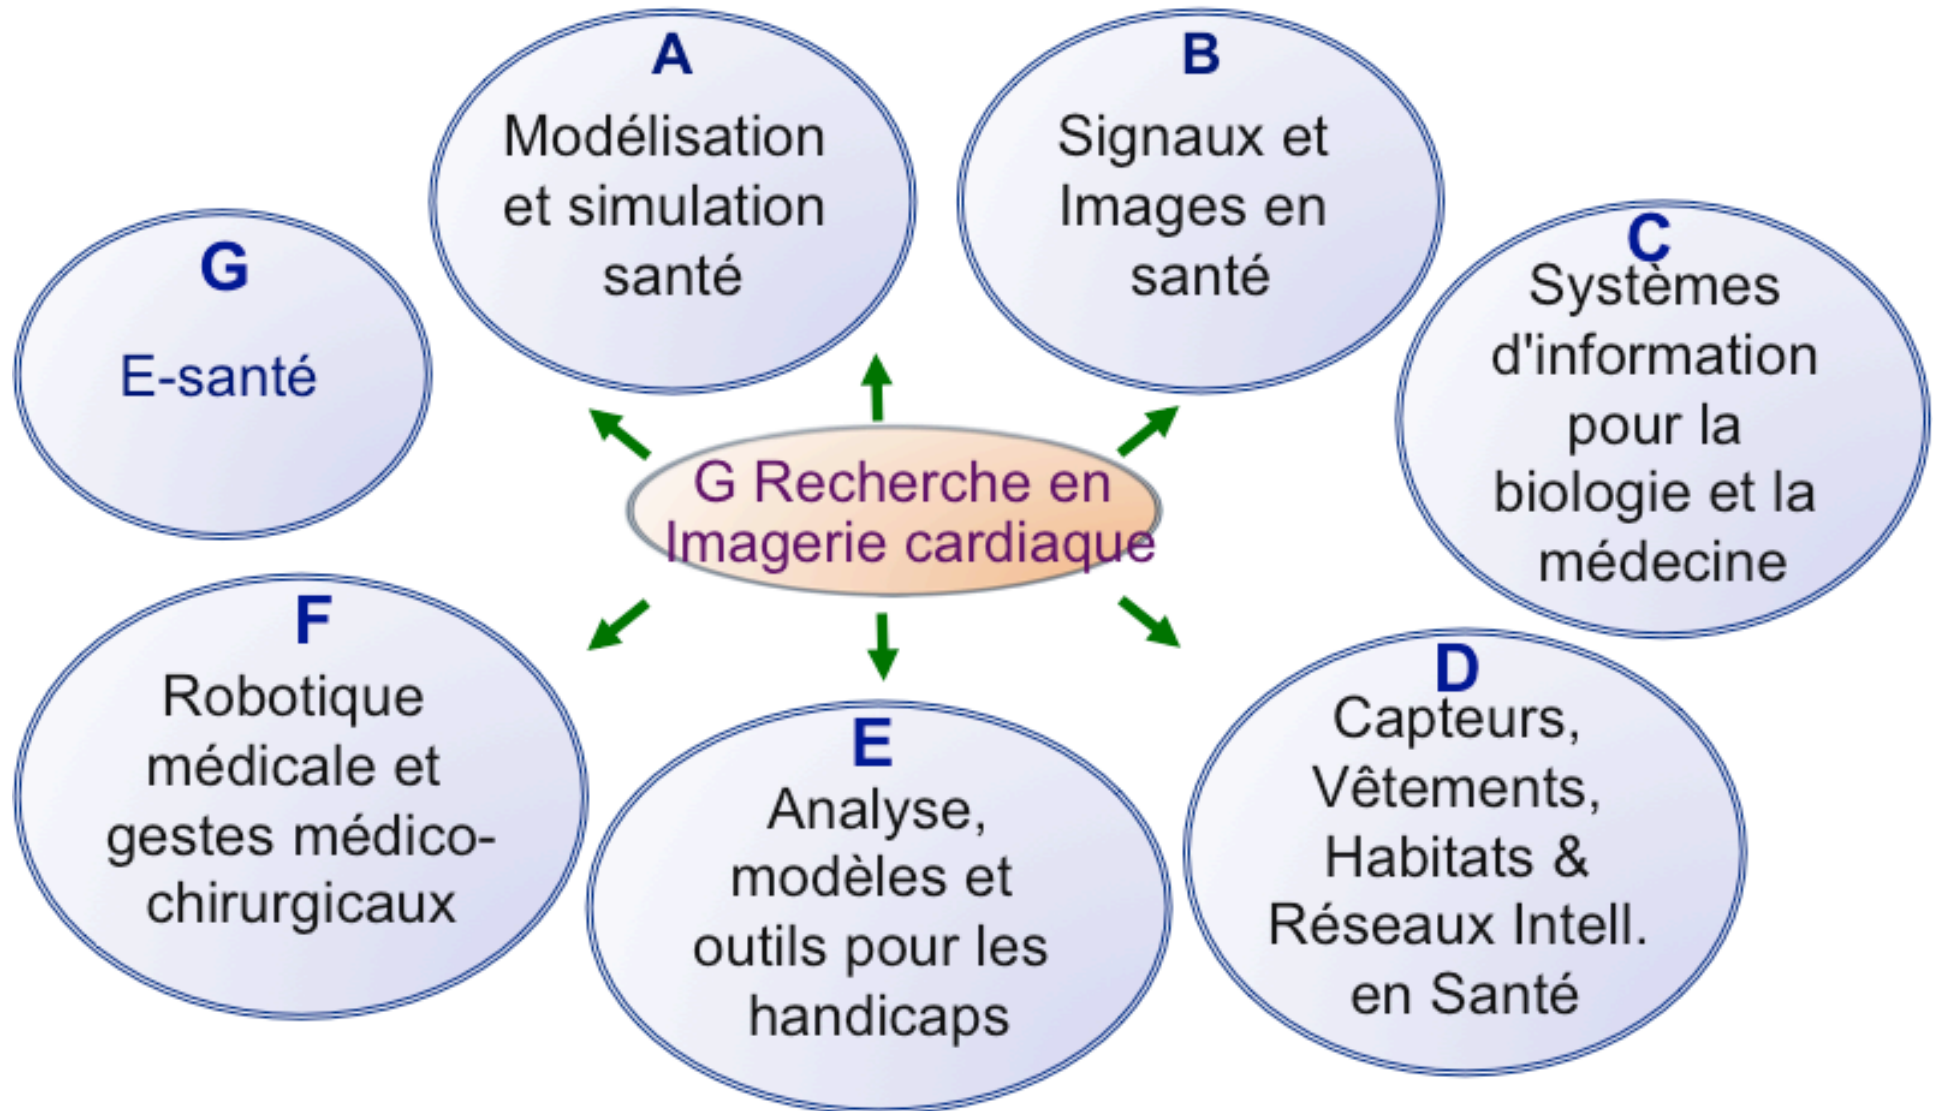 A
Modélisation
et simulation
santé
B
Signaux et
Images en
santé
C
Systèmes
d'information
pour la
biologie et la
médecine
G
E-santé
G Recherche en
Imagerie cardiaque
F
Robotique
médicale et
gestes médico-
chirurgicaux
E
Analyse,
modèles et
outils pour les
handicaps
D
Capteurs,
Vêtements,
Habitats &
Réseaux Intell.
en Santé